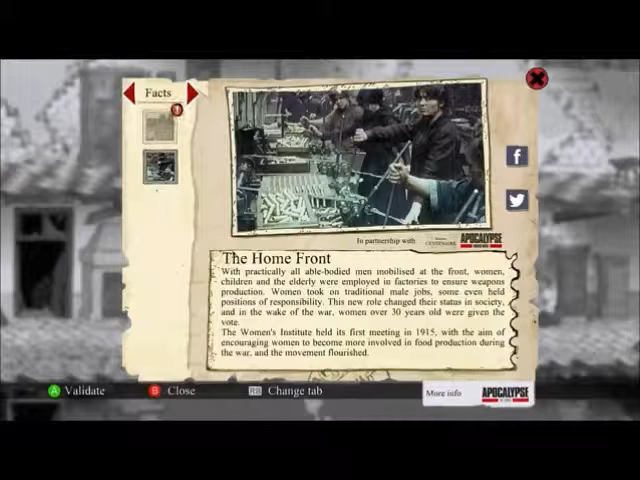 Facts
In partnership with
CENTENAIRE
APOCALYPSE
The Home Front
With practically all able-bodied men mobilised at the front, women,
children and the elderly were employed in factories to ensure weapons
production. Women took on traditional male jobs, some even held
positions of responsibility. This new role changed their status in society,
and in the wake of the war, women over 30 years old were given the
vote.
The Women's Institute held its first meeting in 1915, with the aim of
encouraging women to become more involved in food production during
the war, and the movement flourished.
A Validate
B Close
RB Change tab
More info
APOCALYPSE